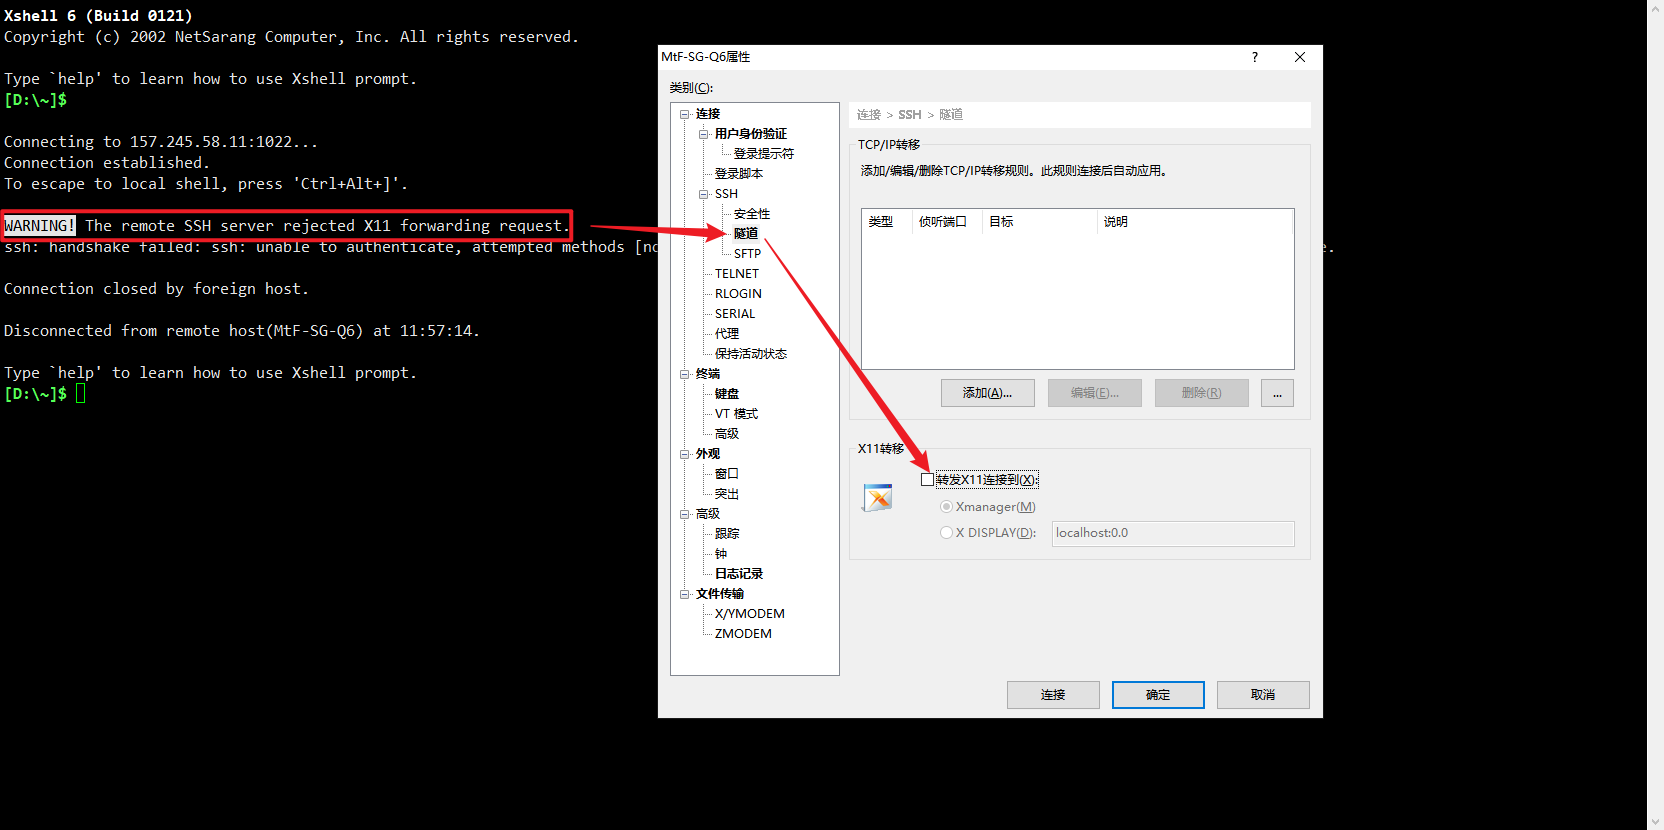 Xshell 6 (Build 0121)
Copyright (c) 2002 NetSarang Computer, Inc. All rights reserved.
Type `help' to learn how to use Xshell prompt.
[D:\~]$
Connecting to 157.245.58.11:1022...
Connection established.
To escape to local shell, press 'Ctrl+Alt+]'.
WARNING! The remote SSH server rejected X11 forwarding request.
ssh: handshake failed: ssh: unable to authenticate, attempted methods [no
e.
Connection closed by foreign host.
Disconnected from remote host(MtF-SG-Q6) at 11:57:14.
Type `help' to learn how to use Xshell prompt.
[D:\~]$
MtF-SG-Q6属性
?
类别(C):
连接
用户身份验证
登录提示符
登录脚本
SSH
安全性
隧道
SFTP
TELNET
RLOGIN
SERIAL
代理
保持活动状态
终端
键盘
VT 模式
高级
外观
窗口
突出
高级
跟踪
钟
日志记录
文件传输
X/YMODEM
ZMODEM
连接 > SSH > 隧道
TCP/IP转移
添加/编辑/删除TCP/IP转移规则。此规则连接后自动应用。
类型 侦听端口 目标 说明
添加(A)... 编辑(E)... 删除(R) ...
X11转移
转发X11连接到(X):
Xmanager(M)
X DISPLAY(D): localhost:0.0
连接 确定 取消